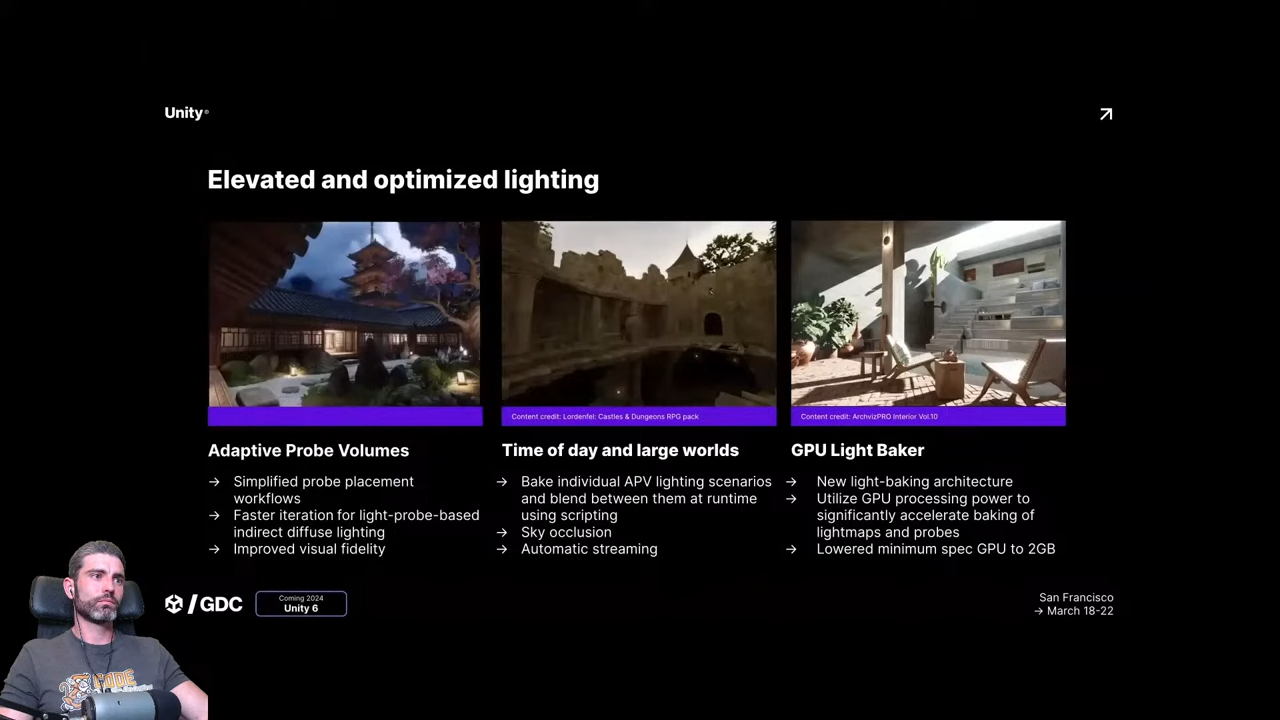 Unity®
Elevated and optimized lighting
Content credit: Lordenfel: Castles & Dungeons RPG pack
Content credit: ArchvizPRO Interior Vol.10
Adaptive Probe Volumes
→ Simplified probe placement
workflows
→ Faster iteration for light-probe-based
indirect diffuse lighting
→ Improved visual fidelity
Time of day and large worlds
→ Bake individual APV lighting scenarios
and blend between them at runtime
using scripting
→ Sky occlusion
→ Automatic streaming
GPU Light Baker
→ New light-baking architecture
→ Utilize GPU processing power to
significantly accelerate baking of
lightmaps and probes
→ Lowered minimum spec GPU to 2GB
/GDC
Coming 2024
Unity 6
San Francisco
→ March 18-22
CODE